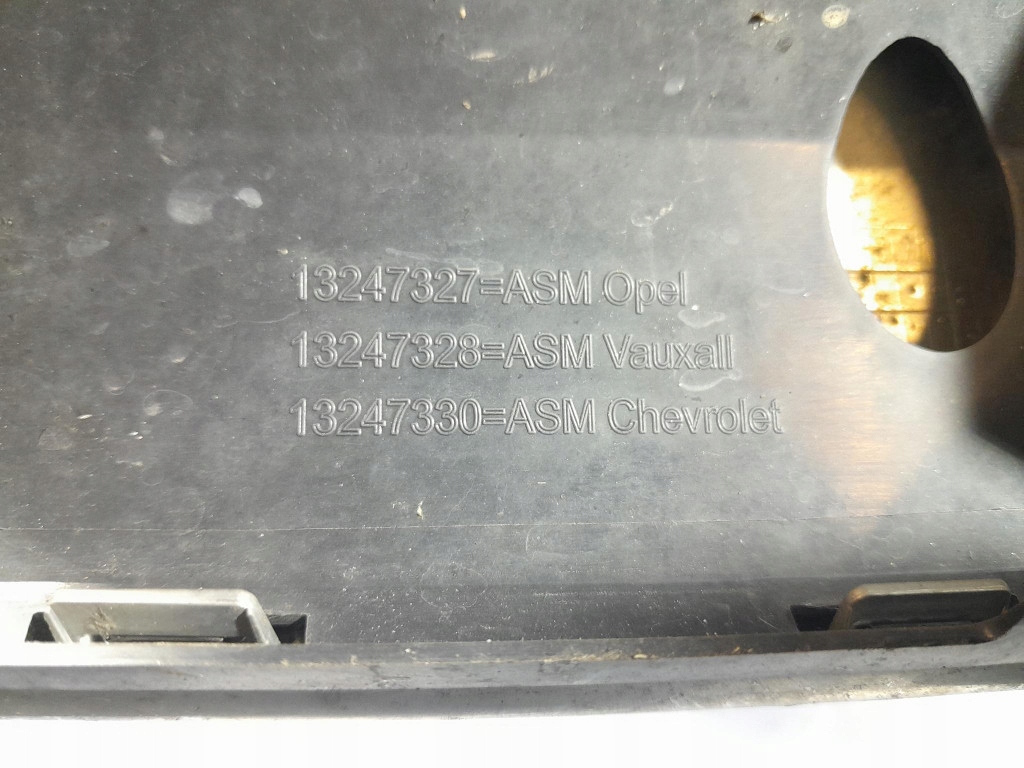 13247327=ASM Opel
13247328=ASM Vauxall
13247330=ASM Chevrolet